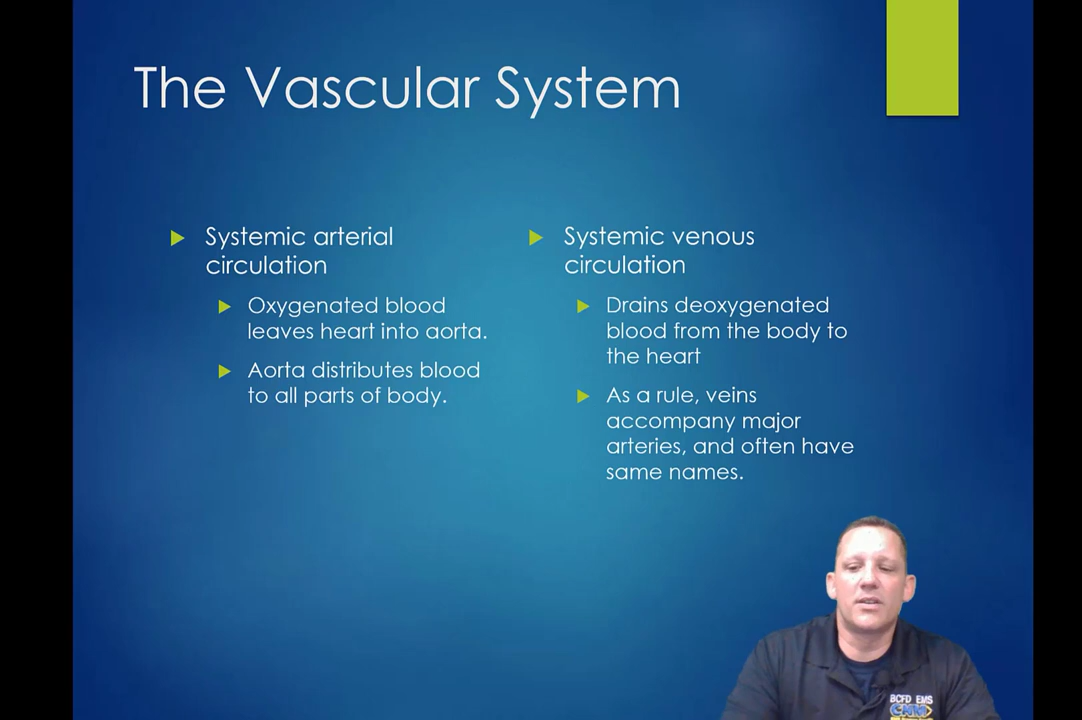 The Vascular System
Systemic arterial
circulation
Oxygenated blood
leaves heart into aorta.
Aorta distributes blood
to all parts of body.
Systemic venous
circulation
Drains deoxygenated
blood from the body to
the heart
As a rule, veins
accompany major
arteries, and often have
same names.
BCFD EMS